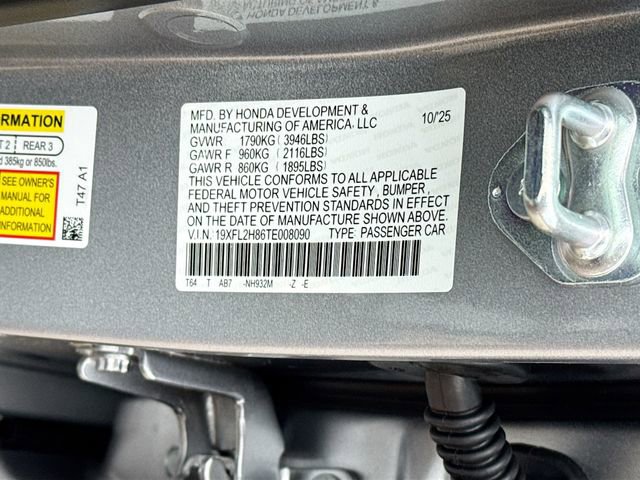 HONDA DEVELOPMENT &
ORMATION
T 2 REAR 3
d 385kg or 850lbs.
SEE OWNER'S
MANUAL FOR
ADDITIONAL
INFORMATION
T47 A1
MFD. BY HONDA DEVELOPMENT & 10/'25
MANUFACTURING OF AMERICA, LLC
GVWR 1790KG ( 3946LBS)
GAWR F 960KG ( 2116LBS)
GAWR R 860KG ( 1895LBS)
THIS VEHICLE CONFORMS TO ALL APPLICABLE
FEDERAL MOTOR VEHICLE SAFETY , BUMPER ,
AND THEFT PREVENTION STANDARDS IN EFFECT
ON THE DATE OF MANUFACTURE SHOWN ABOVE.
V.I.N. 19XFL2H86TE008090 TYPE: PASSENGER CAR
T64 T AB7 -NH932M -Z -E